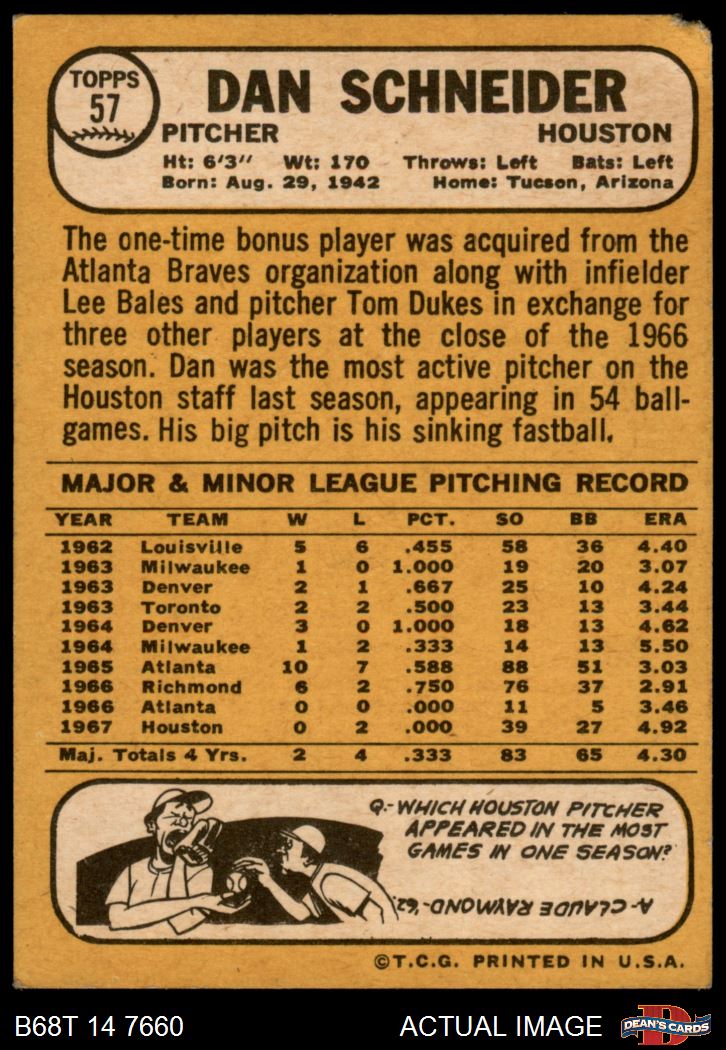 TOPPS
57
DAN SCHNEIDER
PITCHER HOUSTON
Ht: 6'3" Wt: 170 Throws: Left Bats: Left
Born: Aug. 29, 1942 Home: Tucson, Arizona
The one-time bonus player was acquired from the
Atlanta Braves organization along with infielder
Lee Bales and pitcher Tom Dukes in exchange for
three other players at the close of the 1966
season. Dan was the most active pitcher on the
Houston staff last season, appearing in 54 ball-
games. His big pitch is his sinking fastball.
MAJOR & MINOR LEAGUE PITCHING RECORD
YEAR TEAM W L PCT. SO BB ERA
1962 Louisville 5 6 .455 58 36 4.40
1963 Milwaukee 1 0 1.000 19 20 3.07
1963 Denver 2 1 .667 25 10 4.24
1963 Toronto 2 2 .500 23 13 3.44
1964 Denver 3 0 1.000 18 13 4.62
1964 Milwaukee 1 2 .333 14 13 5.50
1965 Atlanta 10 7 .588 88 51 3.03
1966 Richmond 6 2 .750 76 37 2.91
1966 Atlanta 0 0 .000 11 5 3.46
1967 Houston 0 2 .000 39 27 4.92
Maj. Totals 4 Yrs. 2 4 .333 83 65 4.30
Q.- WHICH HOUSTON PITCHER
APPEARED IN THE MOST
GAMES IN ONE SEASON?
A- CLAUDE RAYMOND-'62.
©T.C.G. PRINTED IN U.S.A.
B68T 14 7660 ACTUAL IMAGE
D
DEAN'S CARDS